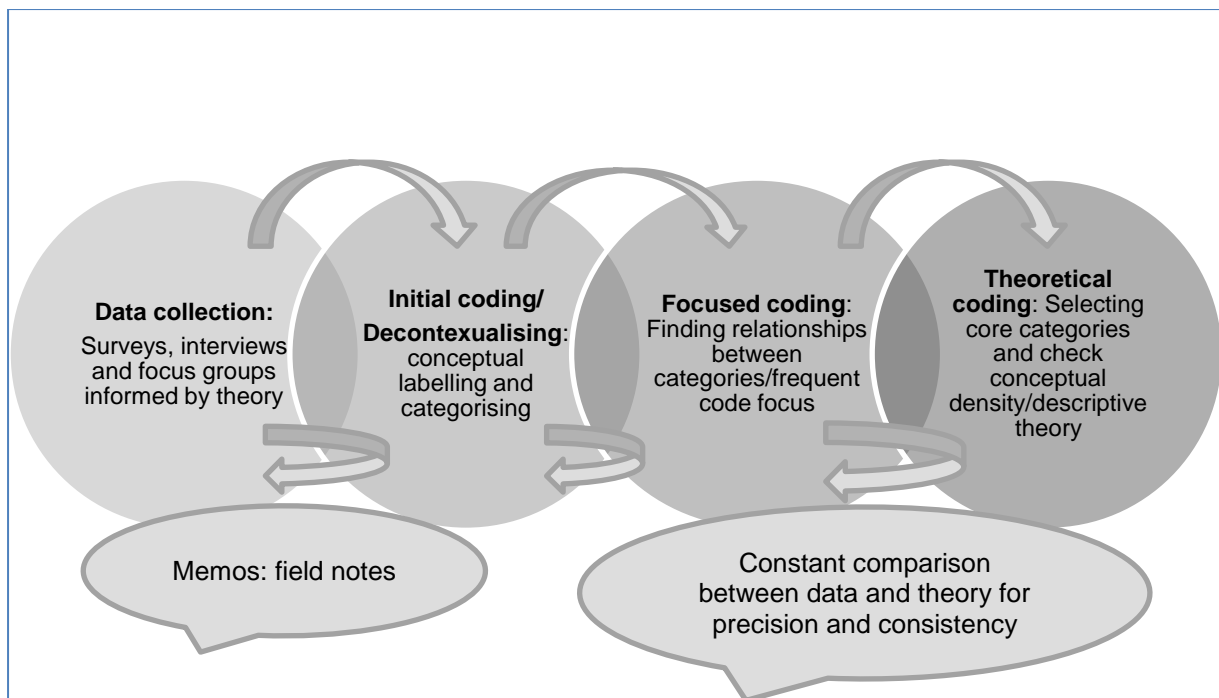 Data collection:
Surveys, interviews
and focus groups
informed by theory
Initial coding/
Decontexualising:
conceptual
labelling and
categorising
Focused coding:
Finding relationships
between
categories/frequent
code focus
Theoretical
coding: Selecting
core categories
and check
conceptual
density/descriptive
theory
Memos: field notes
Constant comparison
between data and theory for
precision and consistency